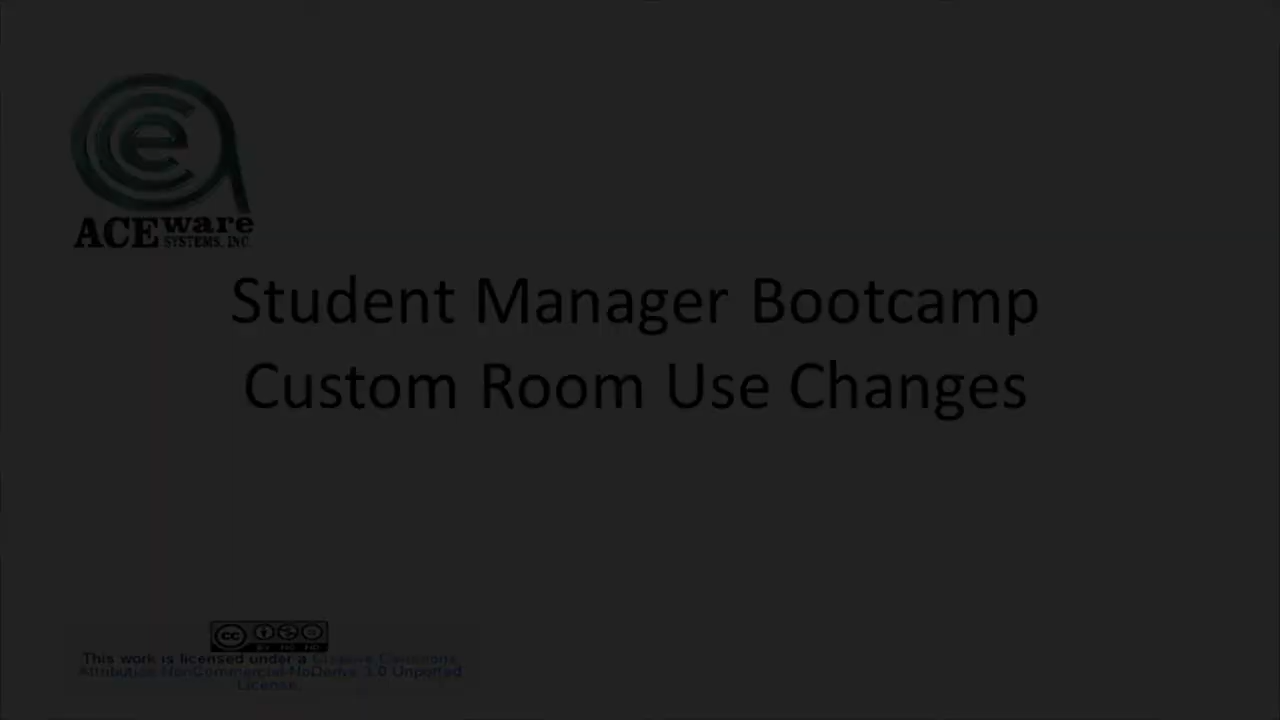 ACEware
SYSTEMS, INC.
Student Manager Bootcamp
Custom Room Use Changes
This work is licensed under a Creative Commons
Attribution-NonCommercial-NoDerivs 3.0 Unported
License.